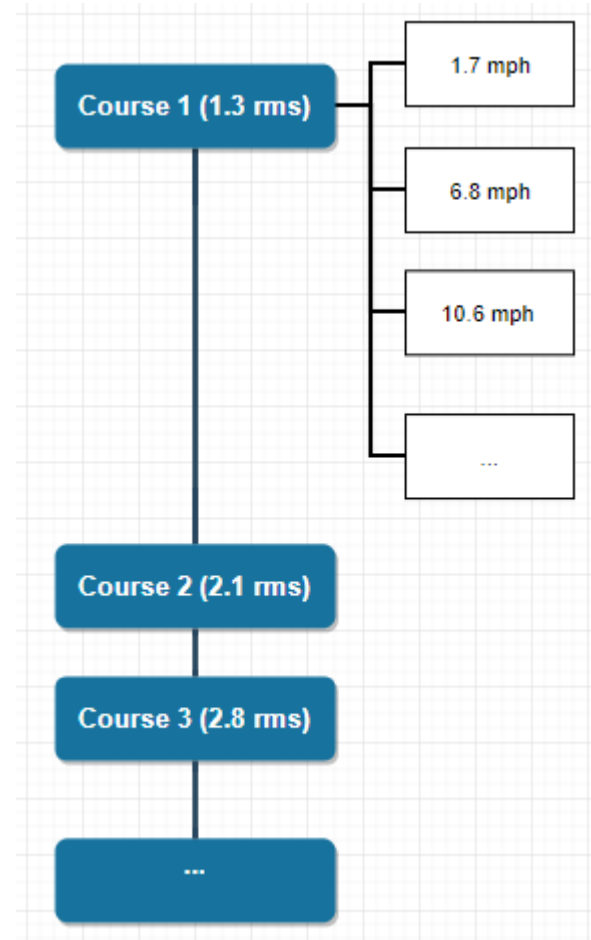 Course 1 (1.3 rms)
1.7 mph
6.8 mph
10.6 mph
...
Course 2 (2.1 rms)
Course 3 (2.8 rms)
...